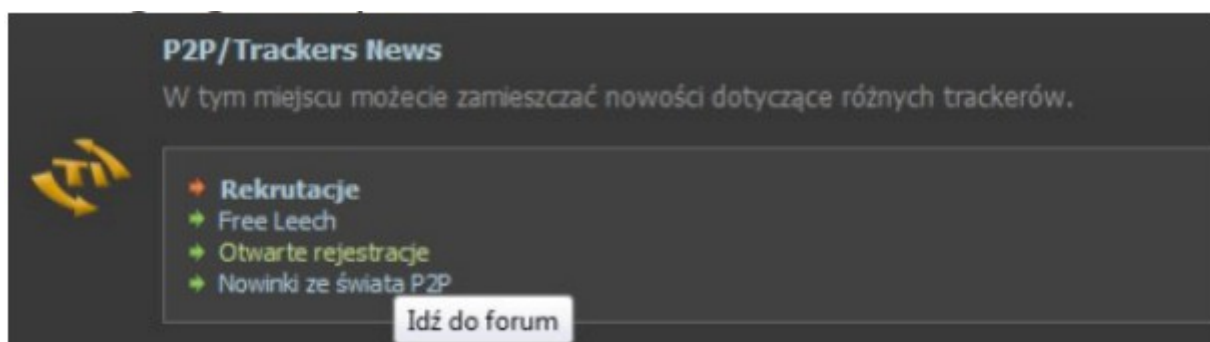 P2P/Trackers News
W tym miejscu możecie zamieszczać nowości dotyczące różnych trackerów.
TI
Rekrutacje
Free Leech
Otwarte rejestracje
Nowinki ze świata P2P
Idź do forum